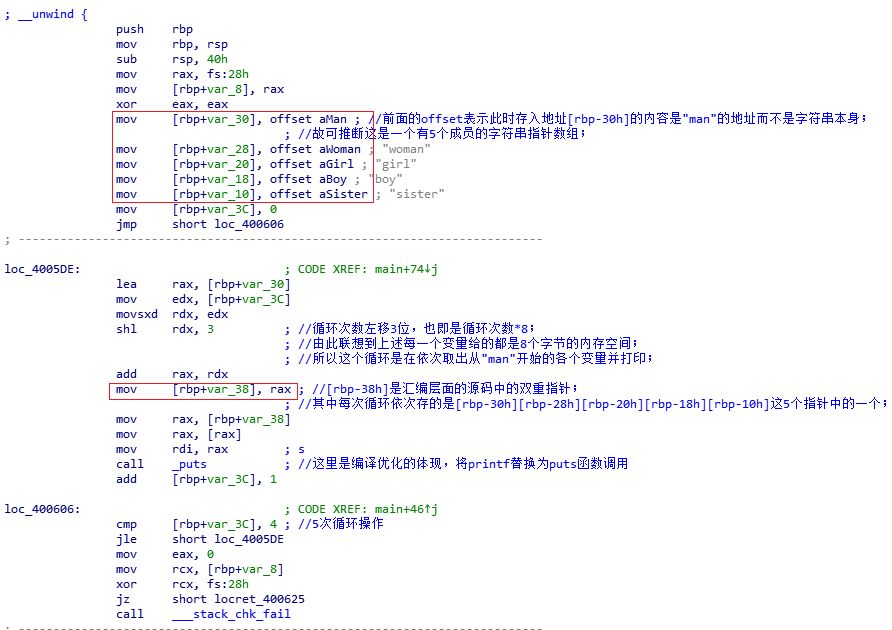 ; __unwind {
push rbp
mov rbp, rsp
sub rsp, 40h
mov rax, fs:28h
mov [rbp+var_8], rax
xor eax, eax
mov [rbp+var_30], offset aMan ; //前面的offset表示此时存入地址[rbp-30h]的内容是"man"的地址而不是字符串本身;
; //故可推断这是一个有5个成员的字符串指针数组;
mov [rbp+var_28], offset aWoman ; "woman"
mov [rbp+var_20], offset aGirl ; "girl"
mov [rbp+var_18], offset aBoy ; "boy"
mov [rbp+var_10], offset aSister ; "sister"
mov [rbp+var_3C], 0
jmp short loc_400606
; ---------------------------------------------------------------------------
loc_4005DE: ; CODE XREF: main+74↓j
lea rax, [rbp+var_30]
mov edx, [rbp+var_3C]
movsxd rdx, edx
shl rdx, 3 ; //循环次数左移3位，也即是循环次数*8;
; //由此联想到上述每一个变量给的都是8个字节的内存空间;
; //所以这个循环是在依次取出从"man"开始的各个变量并打印;
add rax, rdx
mov [rbp+var_38], rax ; //[rbp-38h]是汇编层面的源码中的双重指针;
; //其中每次循环依次存的是[rbp-30h][rbp-28h][rbp-20h][rbp-18h][rbp-10h]这5个指针中的一个;
mov rax, [rbp+var_38]
mov rax, [rax]
mov rdi, rax ; s
call _puts ; //这里是编译优化的体现，将printf替换为puts函数调用
add [rbp+var_3C], 1
loc_400606: ; CODE XREF: main+46↑j
cmp [rbp+var_3C], 4 ; //5次循环操作
jle short loc_4005DE
mov eax, 0
mov rcx, [rbp+var_8]
xor rcx, fs:28h
jz short locret_400625
call ___stack_chk_fail
; ---------------------------------------------------------------------------